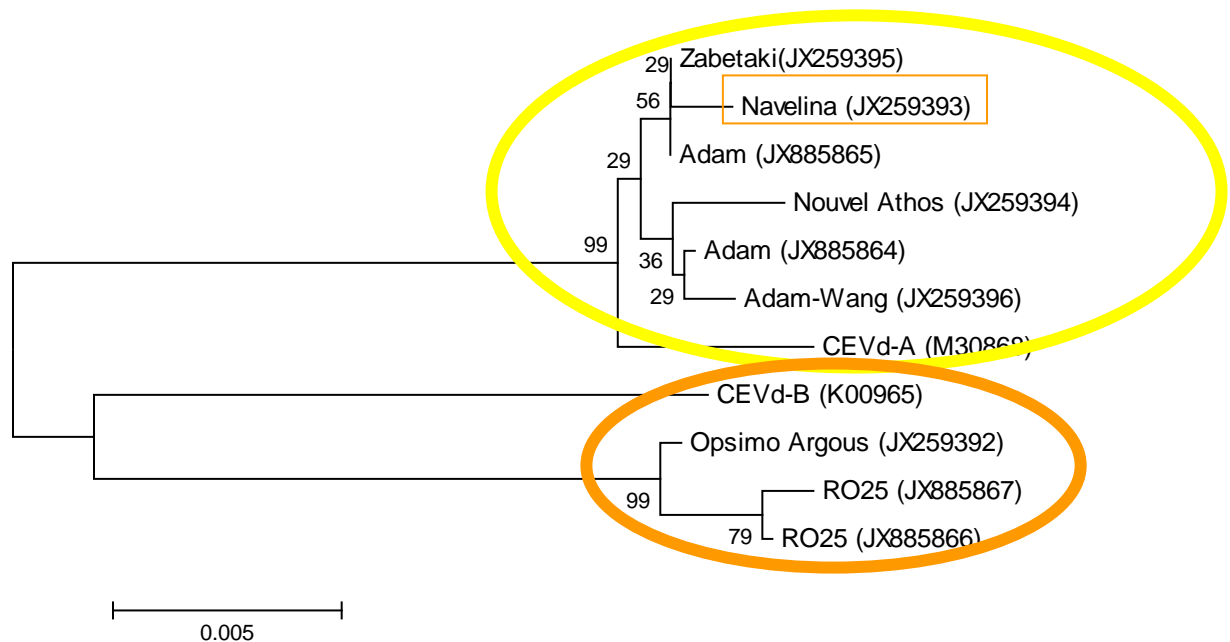 29
Zabetaki(JX259395)
56
Navelina (JX259393)
Adam (JX885865)
29
Nouvel Athos (JX259394)
99
Adam (JX885864)
36
29
Adam-Wang (JX259396)
CEVd-A (M30868)
CEVd-B (K00965)
Opsimo Argous (JX259392)
99
RO25 (JX885867)
79
RO25 (JX885866)
0.005